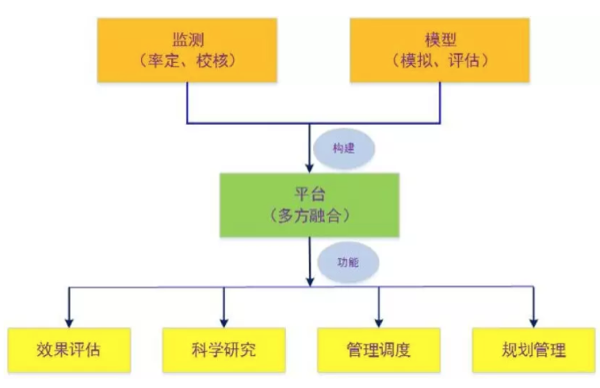 监测
（率定、校核）
模型
（模拟、评估）
构建
平台
（多方融合）
功能
效果评估
科学研究
管理调度
规划管理